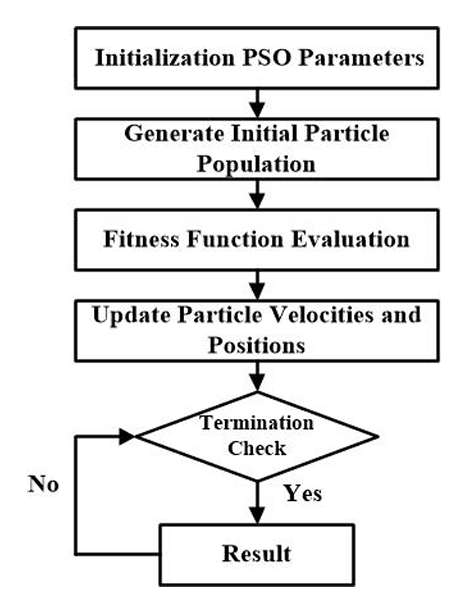 Initialization PSO Parameters
Generate Initial Particle
Population
Fitness Function Evaluation
Update Particle Velocities and
Positions
Termination
Check
No
Yes
Result